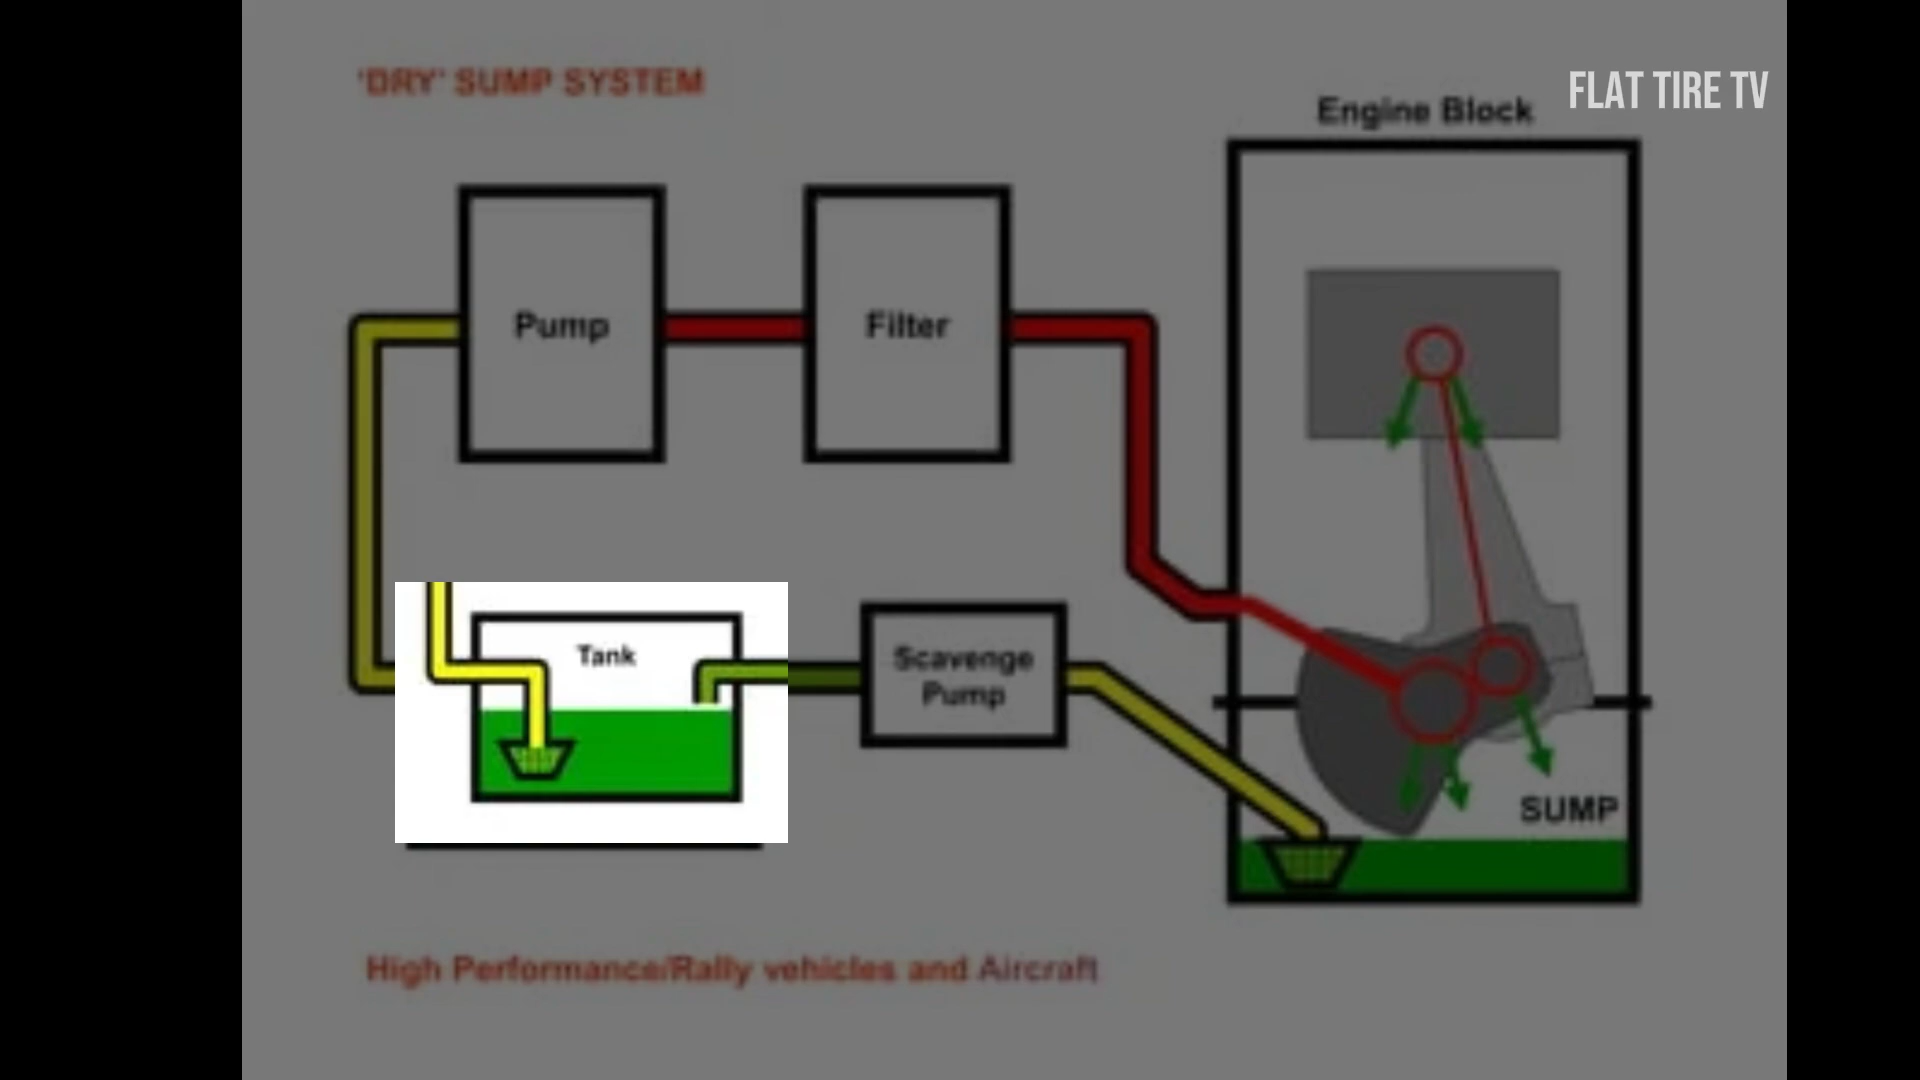 'DRY' SUMP SYSTEM
FLAT TIRE TV
Engine Block
Pump
Filter
Tank
Scavenge
Pump
SUMP
High Performance/Rally vehicles and Aircraft